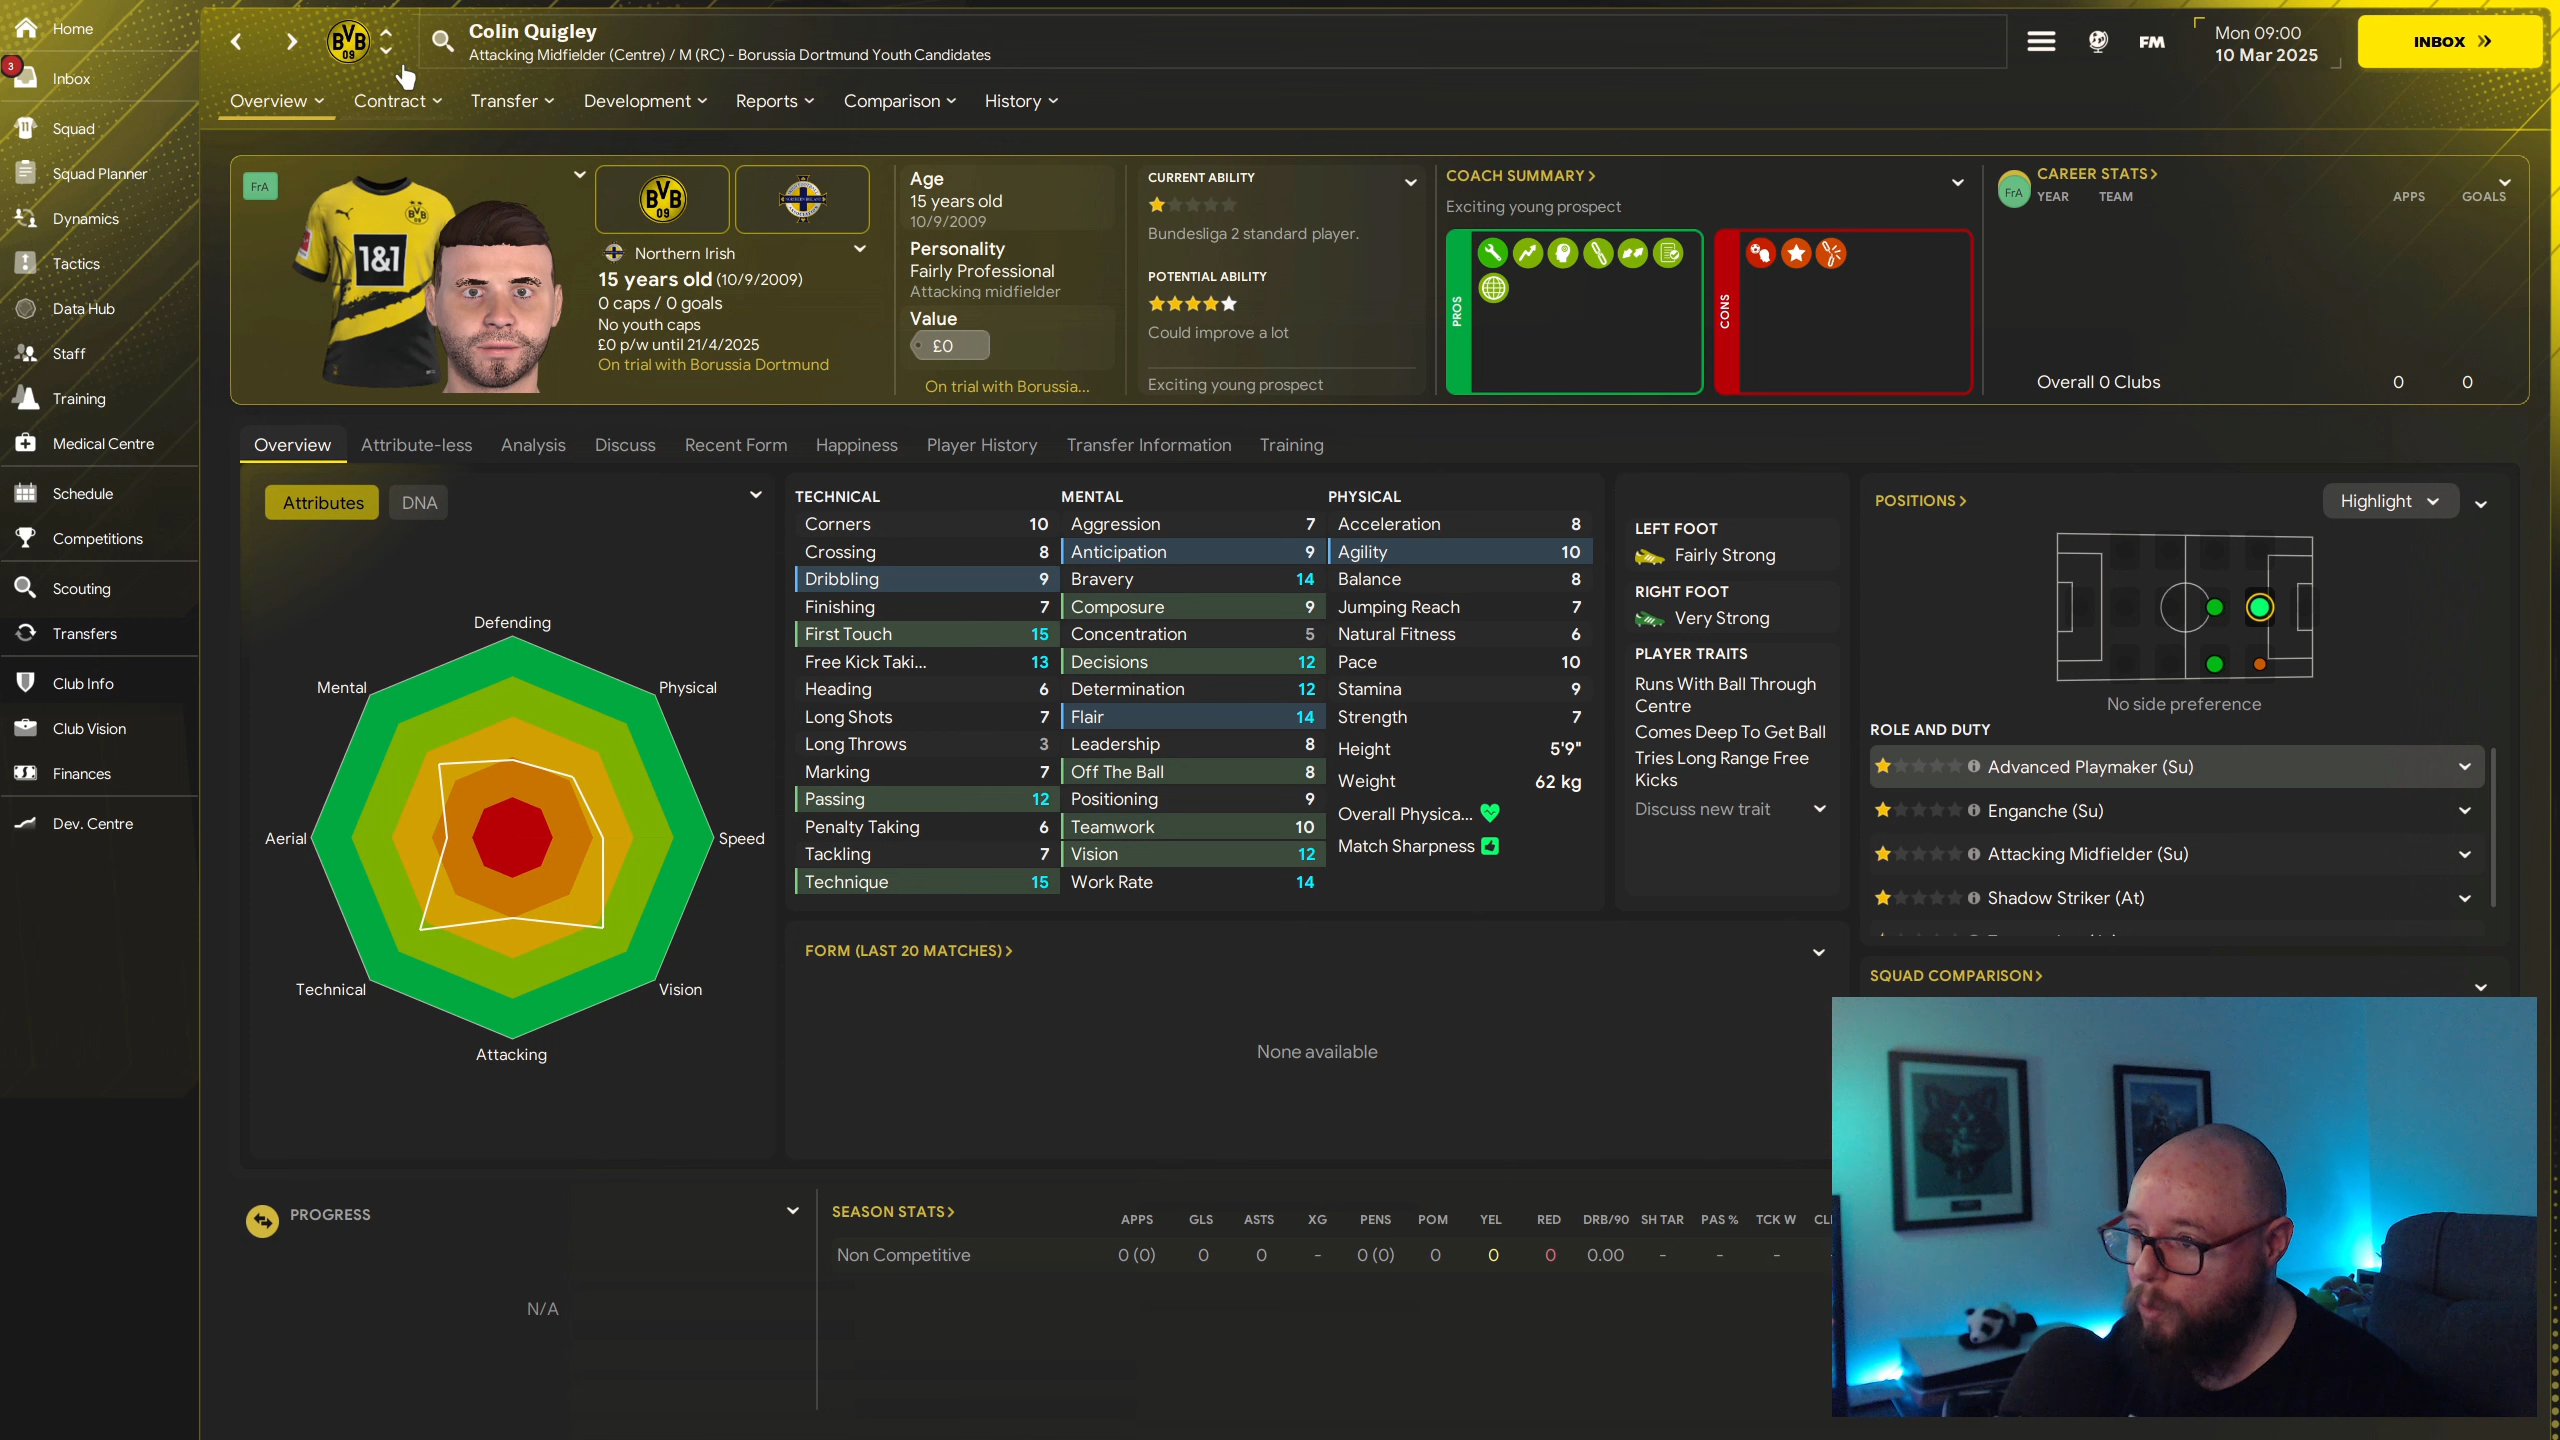 Home
3
Inbox
Squad
Squad Planner
Dynamics
Tactics
Data Hub
Staff
Training
Medical Centre
Schedule
Competitions
Scouting
Transfers
Club Info
Club Vision
Finances
Dev. Centre
BVB 09
Colin Quigley
Attacking Midfielder (Centre) / M (RC) - Borussia Dortmund Youth Candidates
FM
Mon 09:00
10 Mar 2025
INBOX
Overview
Contract
Transfer
Development
Reports
Comparison
History
FrA
1&1
BVB 09
Northern Irish
15 years old (10/9/2009)
0 caps / 0 goals
No youth caps
£0 p/w until 21/4/2025
On trial with Borussia Dortmund
Age
15 years old
10/9/2009
Personality
Fairly Professional
Attacking midfielder
Value
£0
On trial with Borussia...
CURRENT ABILITY
Bundesliga 2 standard player.
POTENTIAL ABILITY
Could improve a lot
Exciting young prospect
COACH SUMMARY
Exciting young prospect
PROS
CONS
FrA
CAREER STATS
YEAR TEAM APPS GOALS
Overall 0 Clubs 0 0
Overview Attribute-less Analysis Discuss Recent Form Happiness Player History Transfer Information Training
Attributes DNA
Defending
Physical
Speed
Vision
Attacking
Technical
Aerial
Mental
TECHNICAL
Corners 10
Crossing 8
Dribbling 9
Finishing 7
First Touch 15
Free Kick Taki... 13
Heading 6
Long Shots 7
Long Throws 3
Marking 7
Passing 12
Penalty Taking 6
Tackling 7
Technique 15
MENTAL
Aggression 7
Anticipation 9
Bravery 14
Composure 9
Concentration 5
Decisions 12
Determination 12
Flair 14
Leadership 8
Off The Ball 8
Positioning 9
Teamwork 10
Vision 12
Work Rate 14
PHYSICAL
Acceleration 8
Agility 10
Balance 8
Jumping Reach 7
Natural Fitness 6
Pace 10
Stamina 9
Strength 7
Height 5'9"
Weight 62 kg
Overall Physica...
Match Sharpness
LEFT FOOT
Fairly Strong
RIGHT FOOT
Very Strong
PLAYER TRAITS
Runs With Ball Through
Centre
Comes Deep To Get Ball
Tries Long Range Free
Kicks
Discuss new trait
POSITIONS
Highlight
No side preference
ROLE AND DUTY
Advanced Playmaker (Su)
Enganche (Su)
Attacking Midfielder (Su)
Shadow Striker (At)
SQUAD COMPARISON
FORM (LAST 20 MATCHES)
None available
PROGRESS
N/A
SEASON STATS
APPS GLS ASTS XG PENS POM YEL RED DRB/90 SH TAR PAS % TCK W
Non Competitive 0 (0) 0 0 - 0 (0) 0 0 0 0.00 - - -